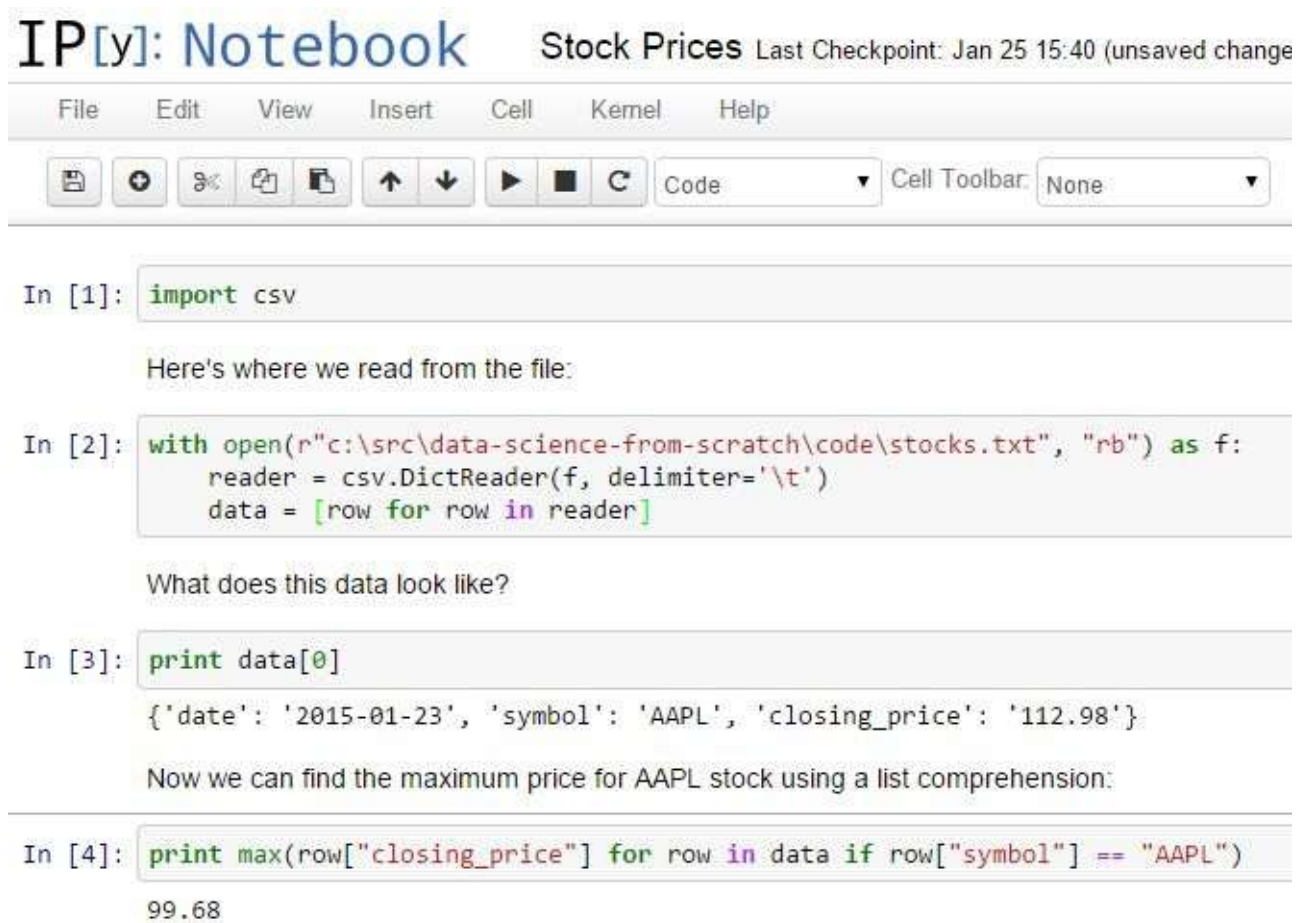 IP[y]: Notebook Stock Prices Last Checkpoint: Jan 25 15:40 (unsaved change
File Edit View Insert Cell Kernel Help
Code Cell Toolbar: None
In [1]: import csv
Here's where we read from the file:
In [2]: with open(r"c:\src\data-science-from-scratch\code\stocks.txt", "rb") as f:
    reader = csv.DictReader(f, delimiter='\t')
    data = [row for row in reader]
What does this data look like?
In [3]: print data[0]
{'date': '2015-01-23', 'symbol': 'AAPL', 'closing_price': '112.98'}
Now we can find the maximum price for AAPL stock using a list comprehension:
In [4]: print max(row["closing_price"] for row in data if row["symbol"] == "AAPL")
99.68